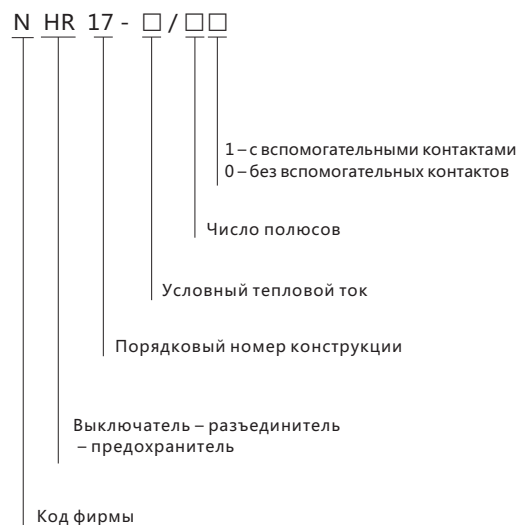 N HR 17 - □ / □ □
1 – с вспомогательными контактами
0 – без вспомогательных контактов
Число полюсов
Условный тепловой ток
Порядковый номер конструкции
Выключатель – разъединитель
– предохранитель
Код фирмы